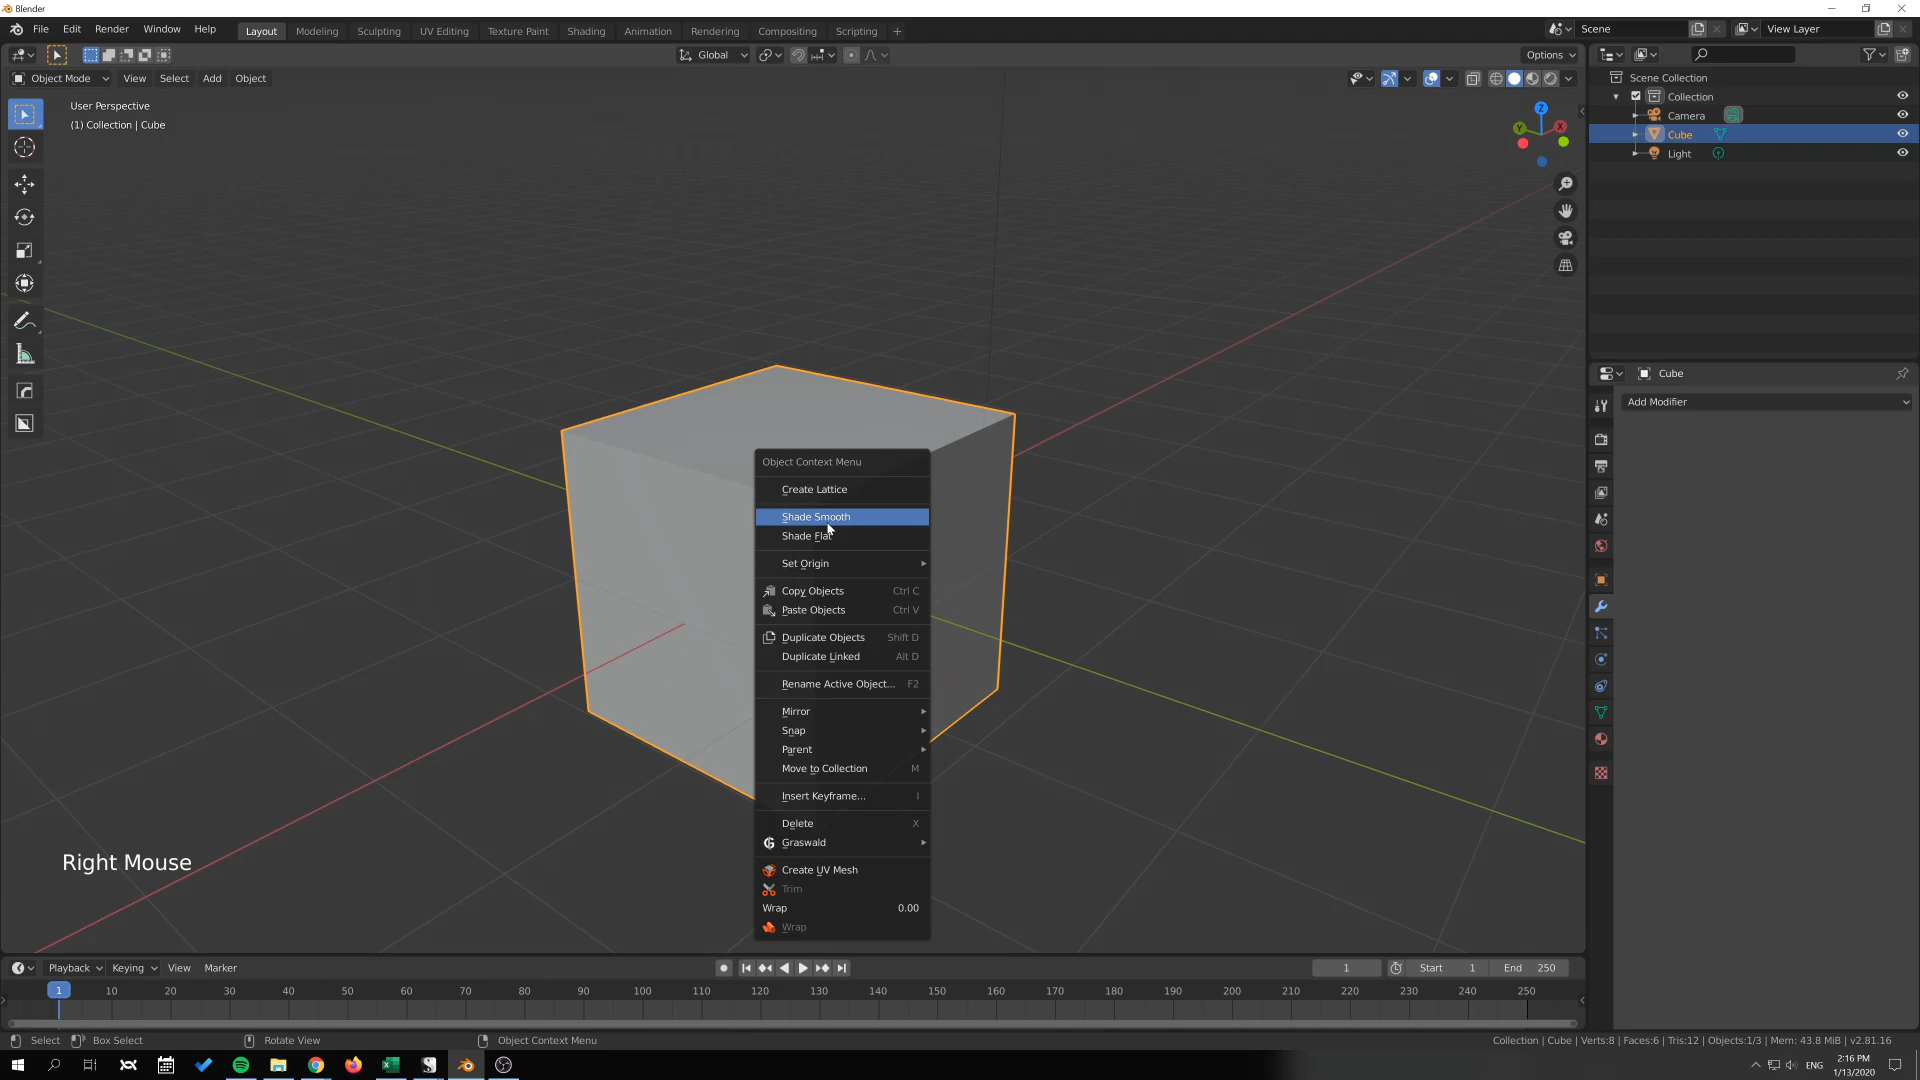 Blender
File Edit Render Window Help Layout Modeling Sculpting UV Editing Texture Paint Shading Animation Rendering Compositing Scripting +
Scene View Layer
Global Options
Object Mode View Select Add Object
User Perspective
(1) Collection | Cube
Z
Y X
Scene Collection
Collection
Camera
Cube
Light
Cube
Add Modifier
Object Context Menu
Create Lattice
Shade Smooth
Shade Flat
Set Origin
Copy Objects Ctrl C
Paste Objects Ctrl V
Duplicate Objects Shift D
Duplicate Linked Alt D
Rename Active Object... F2
Mirror
Snap
Parent
Move to Collection M
Insert Keyframe... I
Delete X
Graswald
Create UV Mesh
Trim
Wrap 0.00
Wrap
Right Mouse
Playback Keying View Marker 1 Start 1 End 250
1 10 20 30 40 50 60 70 80 90 100 110 120 130 140 150 160 170 180 190 200 210 220 230 240 250
Select Box Select Rotate View Object Context Menu Collection | Cube | Verts:8 | Faces:6 | Tris:12 | Objects:1/3 | Mem: 43.8 MiB | v2.81.16
ENG
2:16 PM
1/13/2020